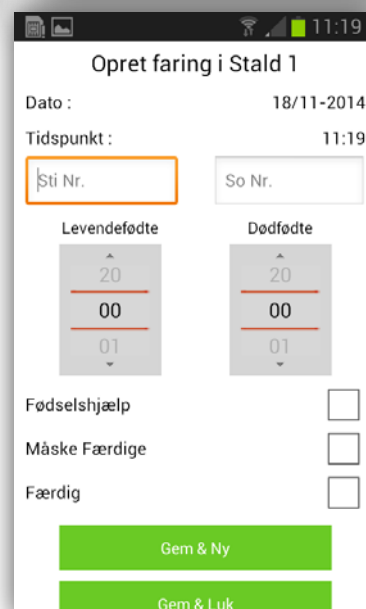 11:19
Opret faring i Stald 1
Dato : 18/11-2014
Tidspunkt : 11:19
Sti Nr. So Nr.
Levendefødte Dødfødte
20 20
00 00
01 01
Fødselshjælp
Måske Færdige
Færdig
Gem & Ny
Gem & Luk